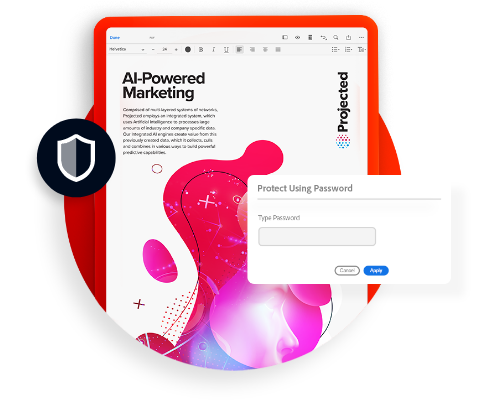 Done
Helvetica - 24 + B I U
AI-Powered
Marketing
Projected
Comprised of multi-layered systems of networks,
Projected employs an integrated system, which
uses Artificial Intelligence to processes large
amounts of industry and company specific data.
Our integrated AI engines create value from this
previously created data, which it collects, culls
and combines in various ways to build powerful
predictive capabilities.
Protect Using Password
Type Password
Cancel Apply